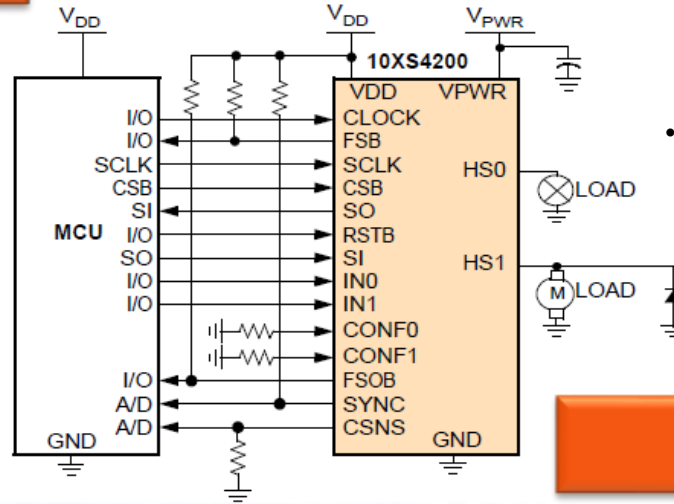 VDD
VDD
VPWR
10XS4200
VDD VPWR
I/O CLOCK
I/O FSB
SCLK SCLK
HS0
CSB CSB
LOAD
SI SO
MCU
I/O RSTB
SO SI
HS1
I/O IN0
I/O IN1
M LOAD
CONF0
CONF1
I/O FSOB
A/D SYNC
A/D CSNS
GND GND